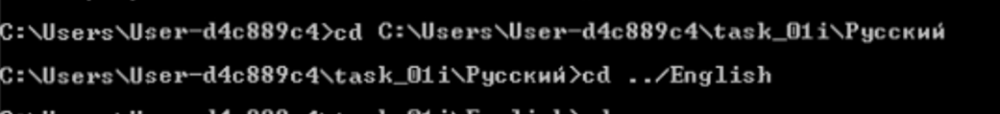 C:\Users\User-d4c889c4>cd C:\Users\User-d4c889c4\task_01i\Русский
C:\Users\User-d4c889c4\task_01i\Русский>cd ../English